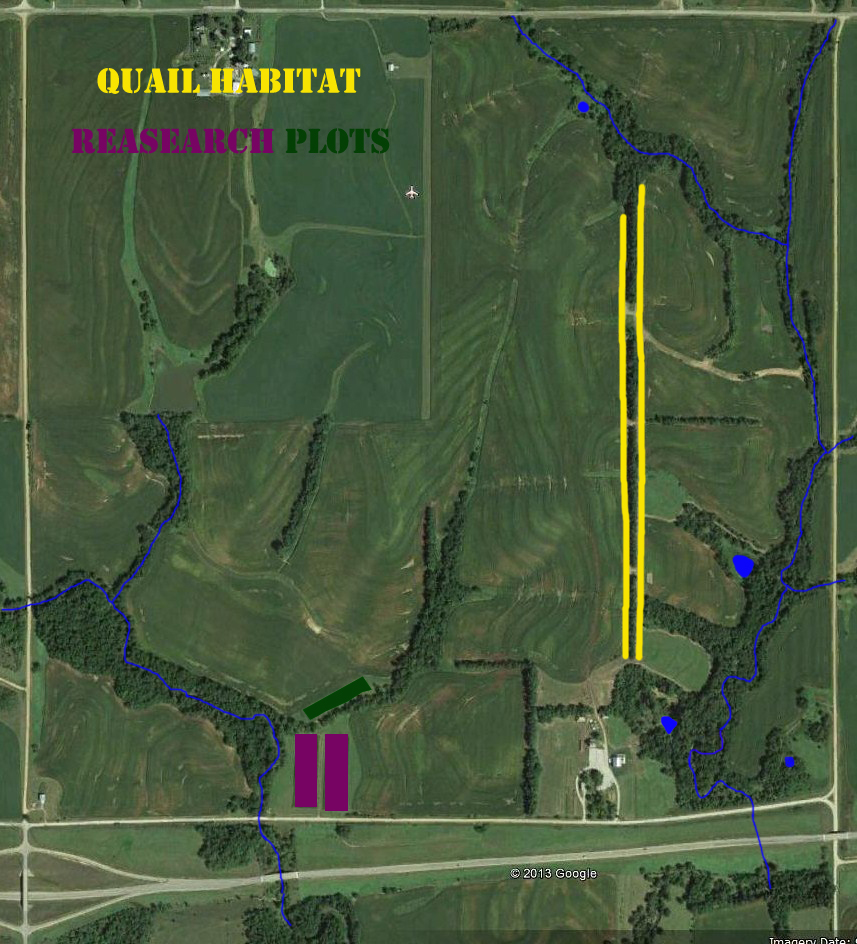 QUAIL HABITAT
REASEARCH PLOTS
© 2013 Google
Imagery Date: